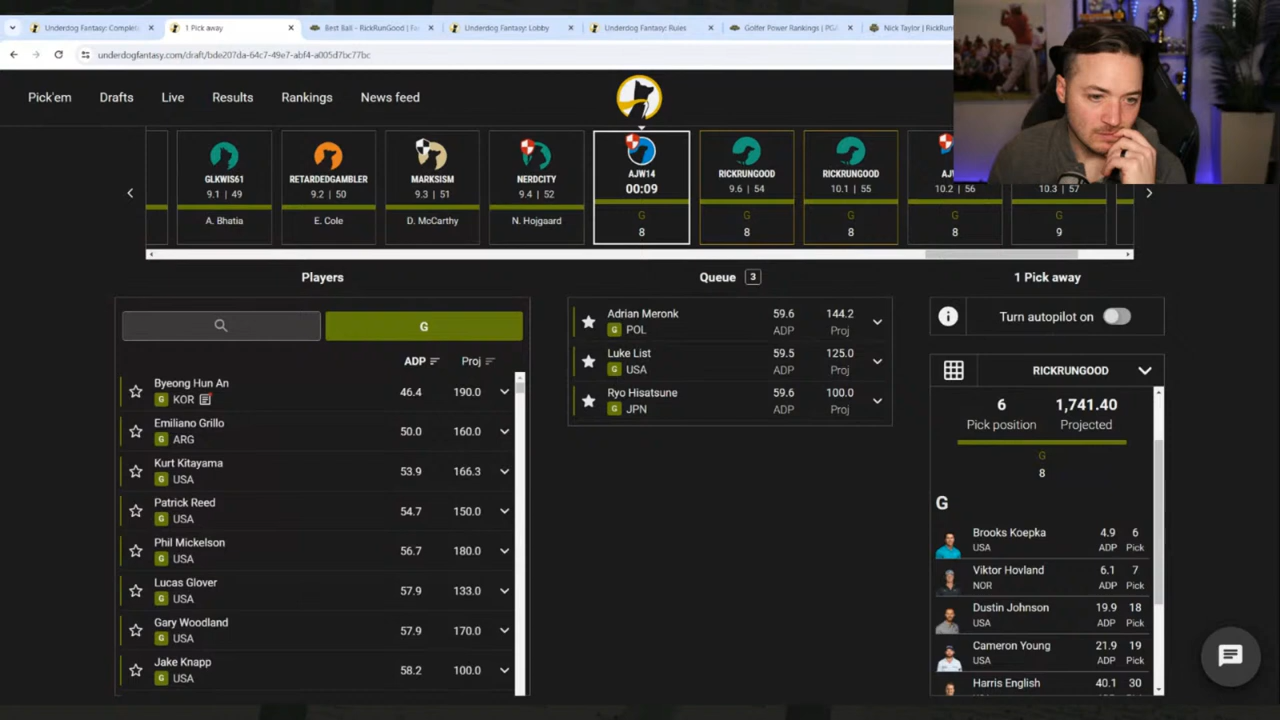 Underdog Fantasy: Complet
1 Pick away
Best Ball - RickRunGood | Fa
Underdog Fantasy Lobby
Underdog Fantasy: Rules
Golfer Power Rankings | PGA
Nick Taylor | RickRun
underdogfantasy.com/draft/bde207da-64c7-49e7-abf4-a005d7bc77bc
Pick'em
Drafts
Live
Results
Rankings
News feed
GLKWIS61
9.1 | 49
A. Bhatia
RETARDEDGAMBLER
9.2 | 50
E. Cole
MARKSISM
9.3 | 51
D. McCarthy
NERDCITY
9.4 | 52
N. Hojgaard
AJW14
00:09
G
8
RICKRUNGOOD
9.6 | 54
G
8
RICKRUNGOOD
10.1 | 55
G
8
10.2 | 56
G
8
10.3 | 57
G
9
Players
Queue 3
1 Pick away
G
ADP Proj
Byeong Hun An 46.4 190.0
G KOR
Emiliano Grillo 50.0 160.0
G ARG
Kurt Kitayama 53.9 166.3
G USA
Patrick Reed 54.7 150.0
G USA
Phil Mickelson 56.7 180.0
G USA
Lucas Glover 57.9 133.0
G USA
Gary Woodland 57.9 170.0
G USA
Jake Knapp 58.2 100.0
G USA
Adrian Meronk 59.6 144.2
G POL ADP Proj
Luke List 59.5 125.0
G USA ADP Proj
Ryo Hisatsune 59.6 100.0
G JPN ADP Proj
Turn autopilot on
RICKRUNGOOD
6 1,741.40
Pick position Projected
G
8
G
Brooks Koepka 4.9 6
USA ADP Pick
Viktor Hovland 6.1 7
NOR ADP Pick
Dustin Johnson 19.9 18
USA ADP Pick
Cameron Young 21.9 19
USA ADP Pick
Harris English 40.1 30